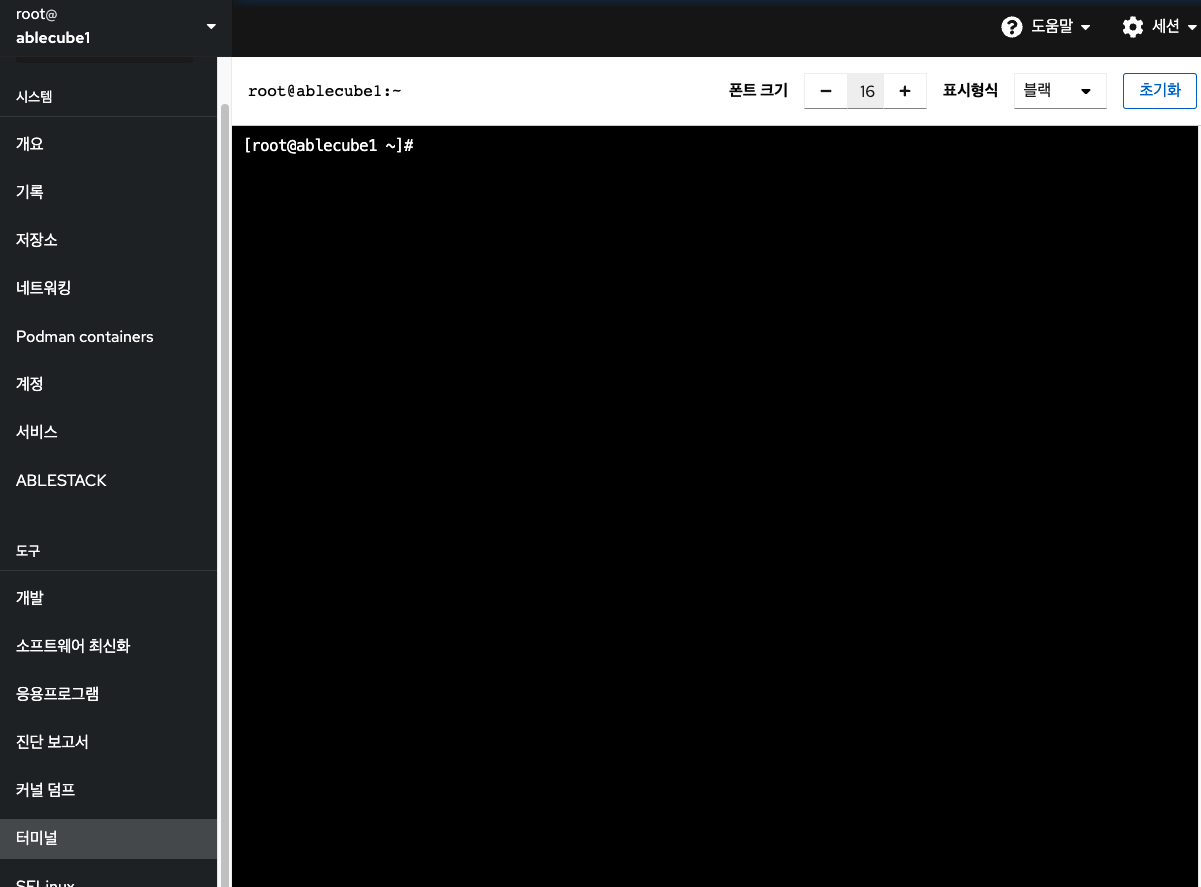 root@
ablecube1
도움말
세션
시스템
개요
기록
저장소
네트워킹
Podman containers
계정
서비스
ABLESTACK
도구
개발
소프트웨어 최신화
응용프로그램
진단 보고서
커널 덤프
터미널
SELinux
root@ablecube1:~
폰트 크기
− 16 +
표시형식
블랙
초기화
[root@ablecube1 ~]#